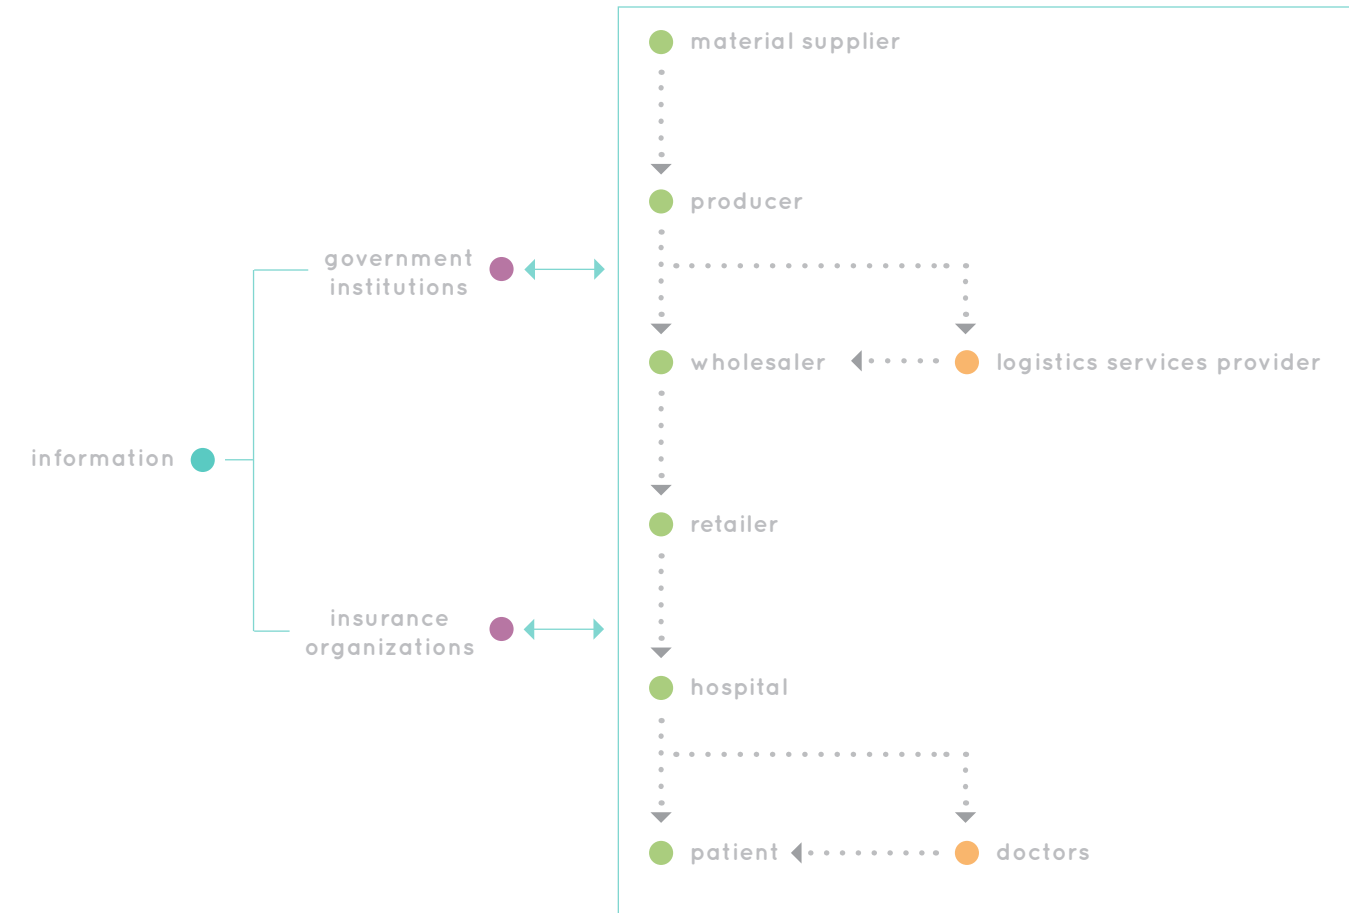 material supplier
producer
government
institutions
wholesaler
logistics services provider
information
retailer
insurance
organizations
hospital
patient
doctors